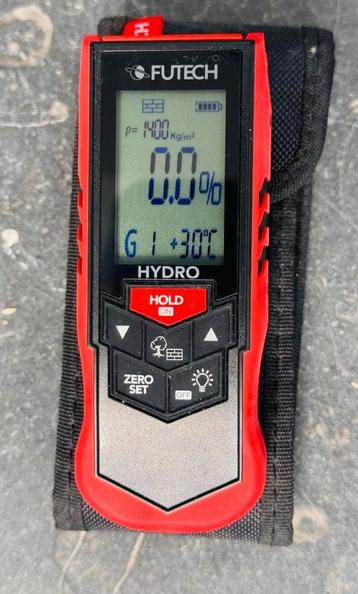 FUTECH
ρ= 1400 Kg/m³
0.0%
G 1 +30°C
HYDRO
HOLD
ON
ZERO
SET
OFF